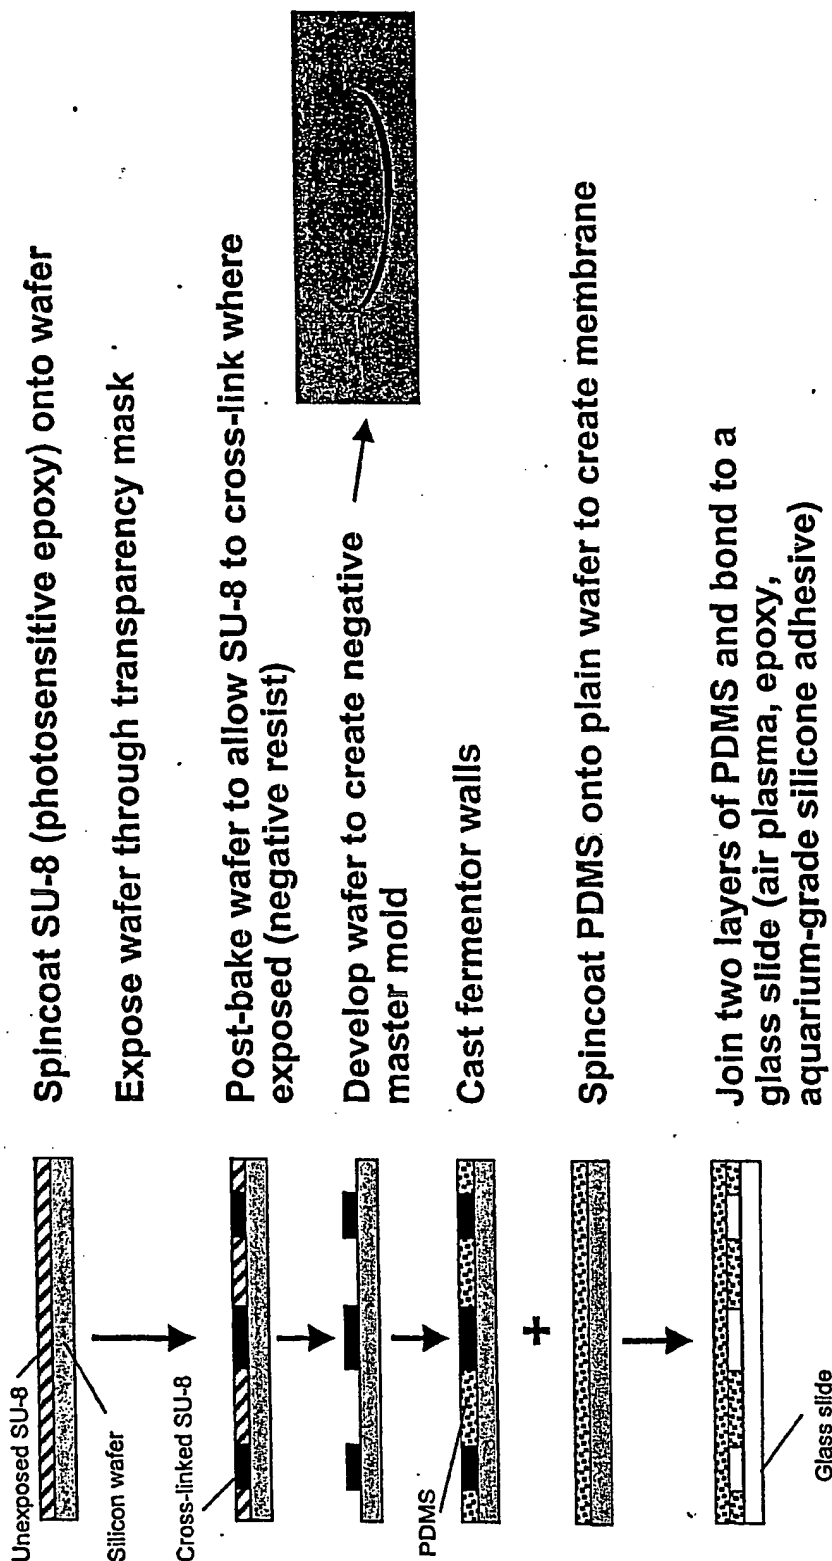 Unexposed SU-8
Silicon wafer
Spincoat SU-8 (photosensitive epoxy) onto wafer
Expose wafer through transparency mask
Cross-linked SU-8
Post-bake wafer to allow SU-8 to cross-link where
exposed (negative resist)
Develop wafer to create negative
master mold
PDMS
Cast fermentor walls
+
Spincoat PDMS onto plain wafer to create membrane
Join two layers of PDMS and bond to a
glass slide (air plasma, epoxy,
aquarium-grade silicone adhesive)
Glass slide